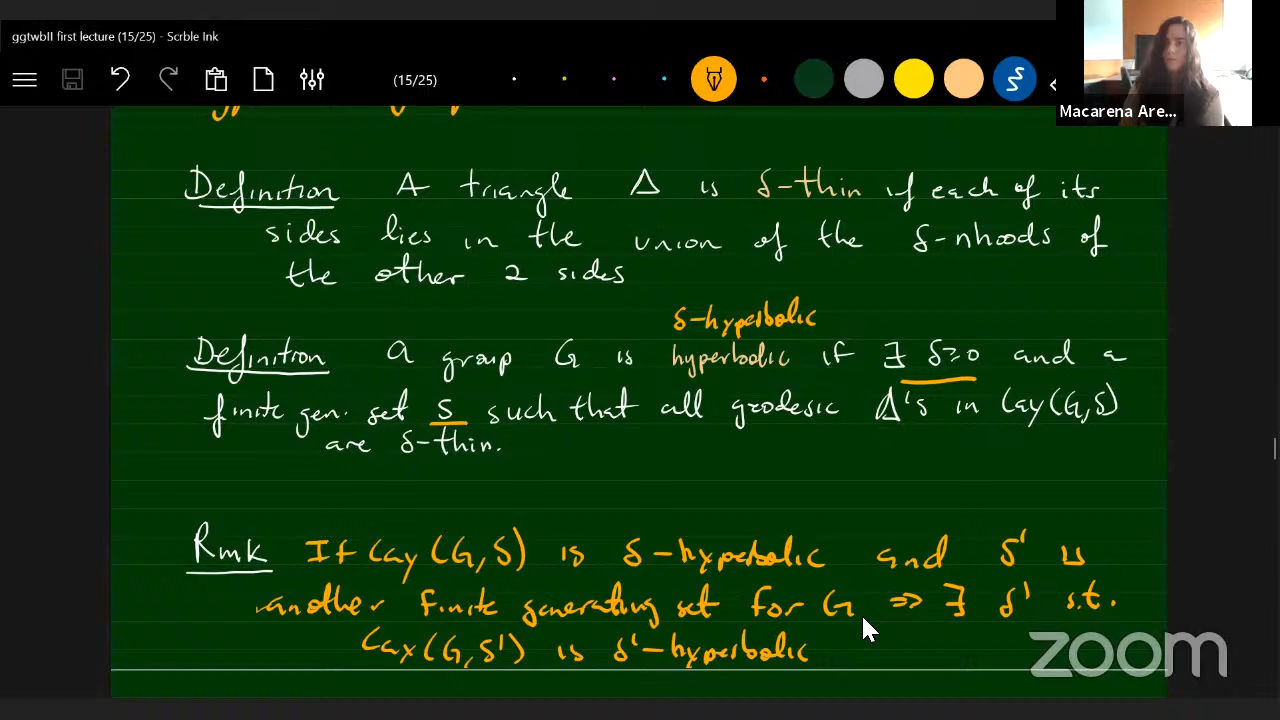 ggtwbII first lecture (15/25) - Scrble Ink
(15/25)
Macarena Are...
Definition A triangle Δ is δ-thin if each of its
sides lies in the union of the δ-nhoods of
the other 2 sides
δ-hyperbolic
Definition A group G is hyperbolic if ∃ δ≥0 and a
finite gen. set S such that all geodesic Δ's in Cay(G,S)
are δ-thin.
Rmk If Cay(G,S) is δ-hyperbolic and S' is
another finite generating set for G => ∃ δ' s.t.
Cay(G,S') is δ'-hyperbolic
zoom